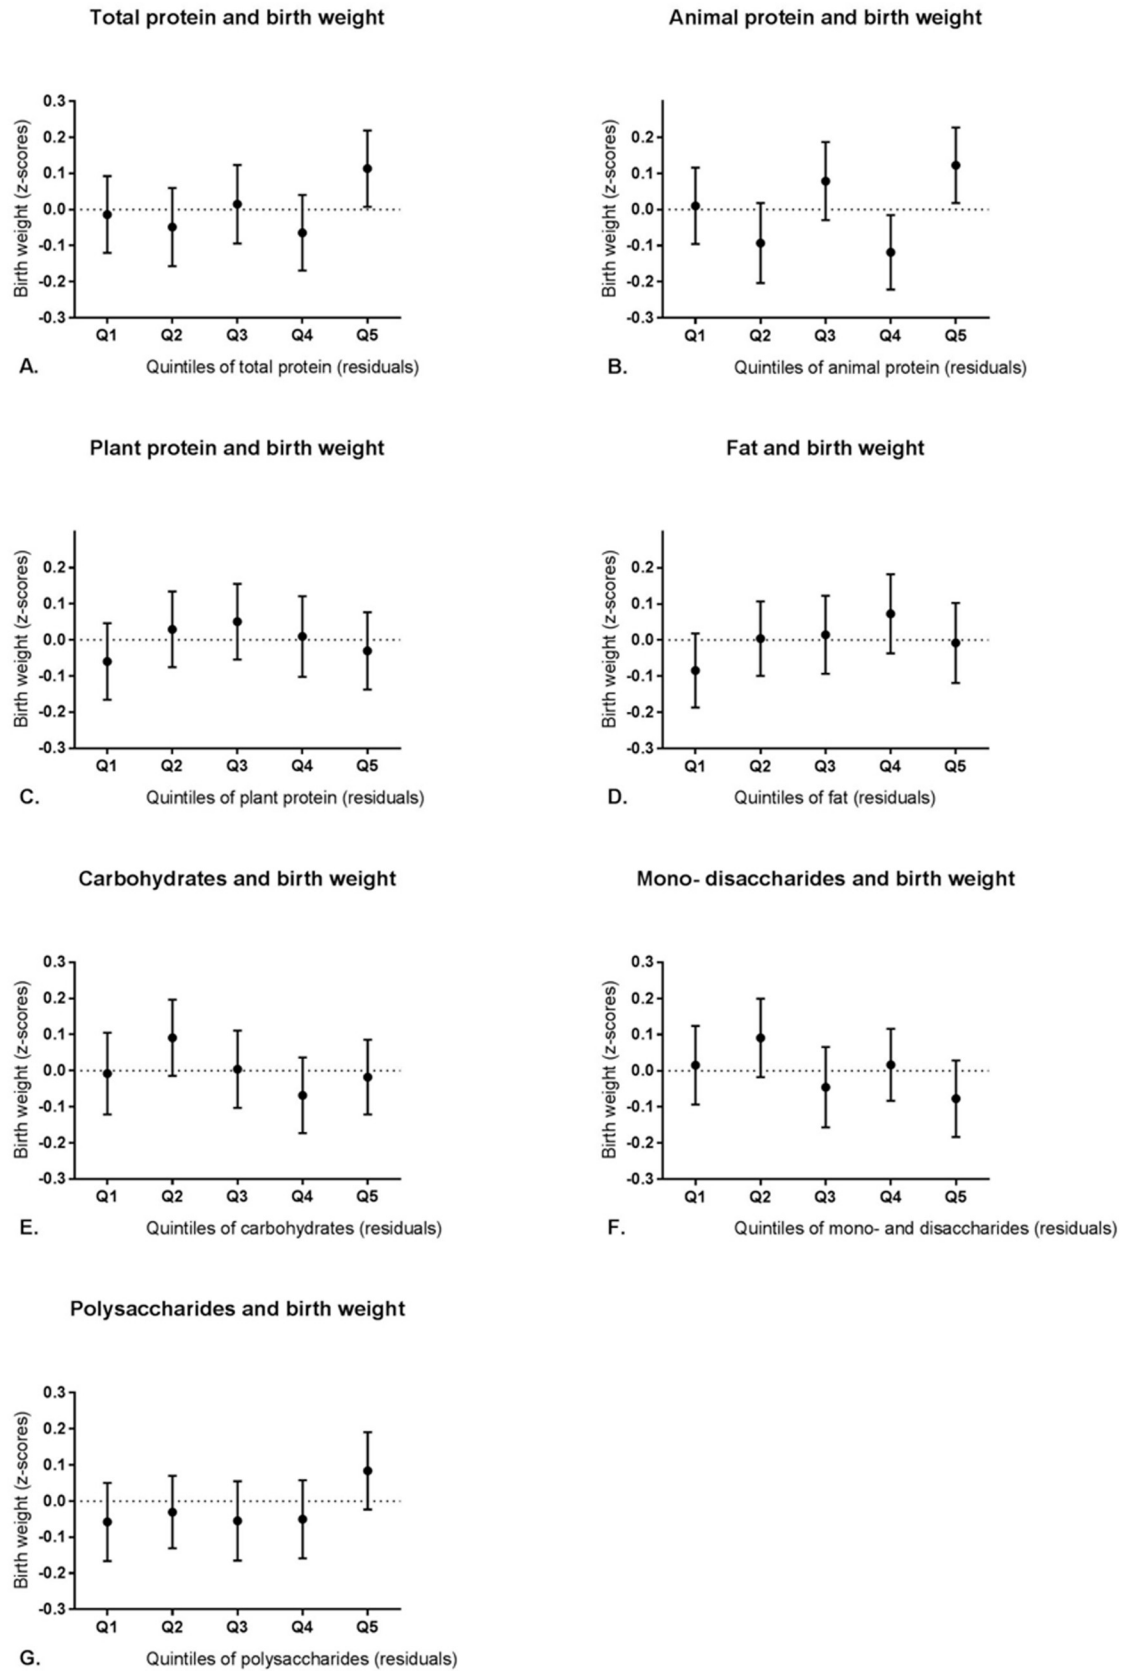 Total protein and birth weight
Birth weight (z-scores)
0.3
0.2
0.1
0.0
-0.1
-0.2
-0.3
Q1 Q2 Q3 Q4 Q5
A. Quintiles of total protein (residuals)
Animal protein and birth weight
Birth weight (z-scores)
0.2
0.1
0.0
-0.1
-0.2
-0.3
Q1 Q2 Q3 Q4 Q5
B. Quintiles of animal protein (residuals)
Plant protein and birth weight
Birth weight (z-scores)
0.2
0.1
0.0
-0.1
-0.2
-0.3
Q1 Q2 Q3 Q4 Q5
C. Quintiles of plant protein (residuals)
Fat and birth weight
Birth weight (z-scores)
0.2
0.1
0.0
-0.1
-0.2
-0.3
Q1 Q2 Q3 Q4 Q5
D. Quintiles of fat (residuals)
Carbohydrates and birth weight
Birth weight (z-scores)
0.3
0.2
0.1
0.0
-0.1
-0.2
-0.3
Q1 Q2 Q3 Q4 Q5
E. Quintiles of carbohydrates (residuals)
Mono- disaccharides and birth weight
Birth weight (z-scores)
0.3
0.2
0.1
0.0
-0.1
-0.2
-0.3
Q1 Q2 Q3 Q4 Q5
F. Quintiles of mono- and disaccharides (residuals)
Polysaccharides and birth weight
Birth weight (z-scores)
0.3
0.2
0.1
0.0
-0.1
-0.2
-0.3
Q1 Q2 Q3 Q4 Q5
G. Quintiles of polysaccharides (residuals)